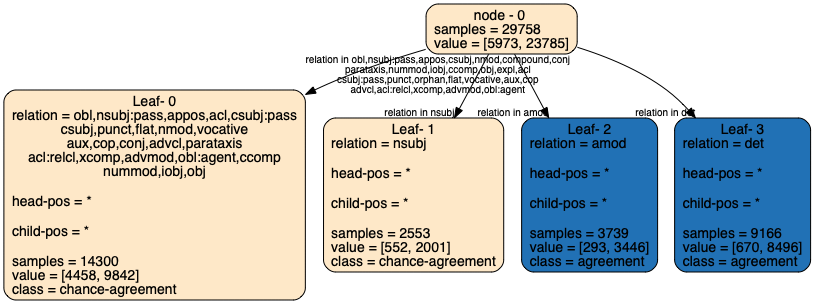 node - 0
samples = 29758
value = [5973, 23785]
relation in obl,nsubj:pass,appos,csubj,nmod,compound,conj
parataxis,nummod,iobj,ccomp,obj,expl,acl
csubj:pass,punct,orphan,flat,vocative,aux,cop
advcl,acl:relcl,xcomp,advmod,obl:agent
relation in nsubj
relation in amod
relation in det
Leaf- 0
relation = obl,nsubj:pass,appos,acl,csubj:pass
csubj,punct,flat,nmod,vocative
aux,cop,conj,advcl,parataxis
acl:relcl,xcomp,advmod,obl:agent,ccomp
nummod,iobj,obj
head-pos = *
child-pos = *
samples = 14300
value = [4458, 9842]
class = chance-agreement
Leaf- 1
relation = nsubj
head-pos = *
child-pos = *
samples = 2553
value = [552, 2001]
class = chance-agreement
Leaf- 2
relation = amod
head-pos = *
child-pos = *
samples = 3739
value = [293, 3446]
class = agreement
Leaf- 3
relation = det
head-pos = *
child-pos = *
samples = 9166
value = [670, 8496]
class = agreement